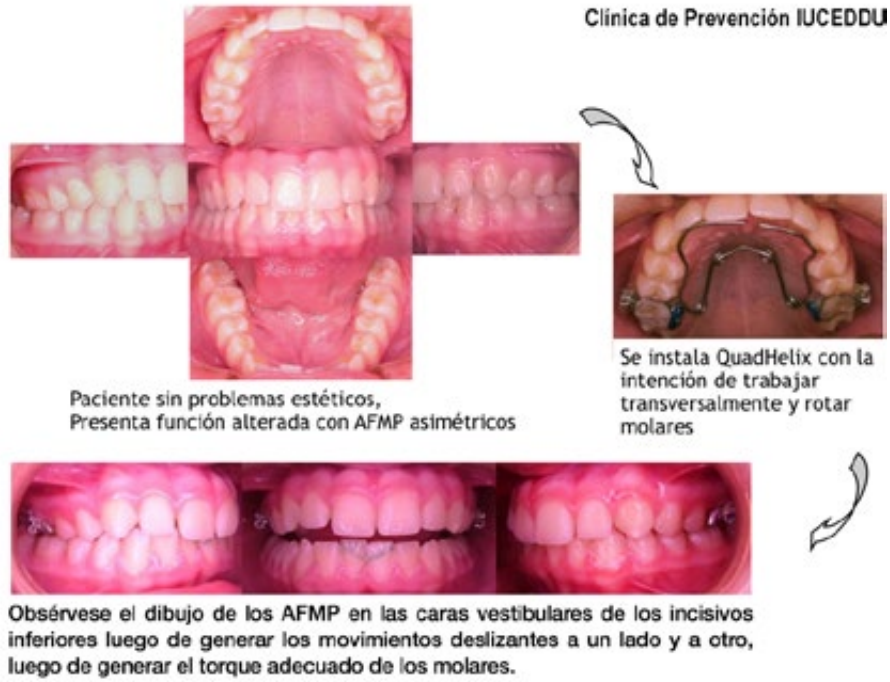 Clínica de Prevención IUCEDDU
Paciente sin problemas estéticos,
Presenta función alterada con AFMP asimétricos
Se instala QuadHelix con la
intención de trabajar
transversalmente y rotar
molares
Obsérvese el dibujo de los AFMP en las caras vestibulares de los incisivos
inferiores luego de generar los movimientos deslizantes a un lado y a otro,
luego de generar el torque adecuado de los molares.